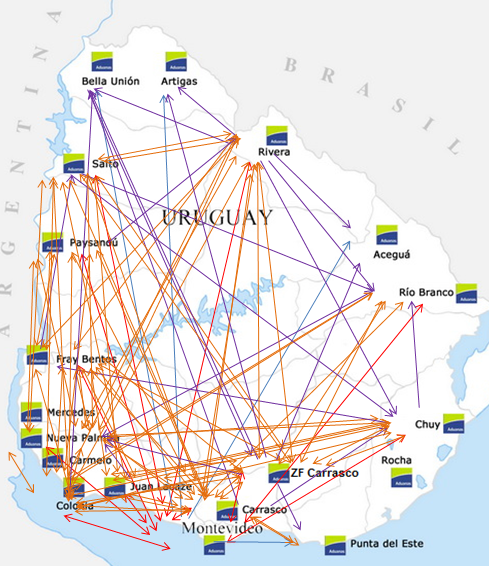 Bella Unión
Artigas
BRASIL
ARGENTINA
Salto
Rivera
URUGUAY
Paysandú
Aceguá
Río Branco
Fray Bentos
Mercedes
Nueva Palmira
Chuy
Carmelo
Rocha
ZF Carrasco
Juan Lacaze
Colonia
Carrasco
Montevideo
Punta del Este